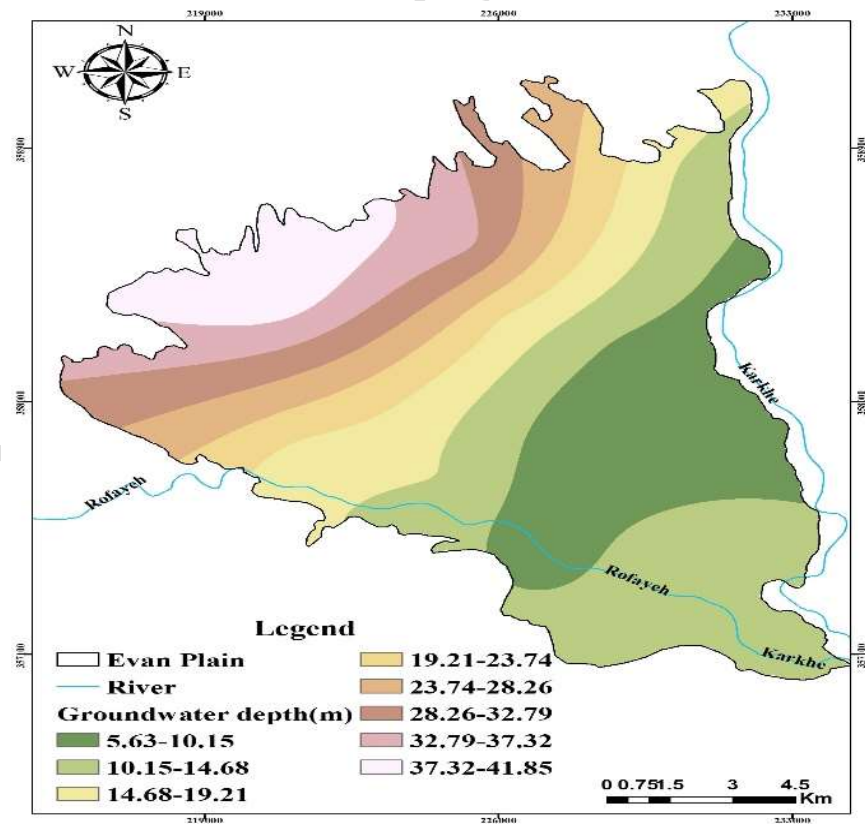 219000 226000 233000
N
W E
S
Karkhe
Rofayeh
Rofayeh
Karkhe
Legend
Evan Plain
River
Groundwater depth(m)
5.63-10.15
10.15-14.68
14.68-19.21
19.21-23.74
23.74-28.26
28.26-32.79
32.79-37.32
37.32-41.85
0 0.75 1.5 3 4.5
Km
219000 226000 233000